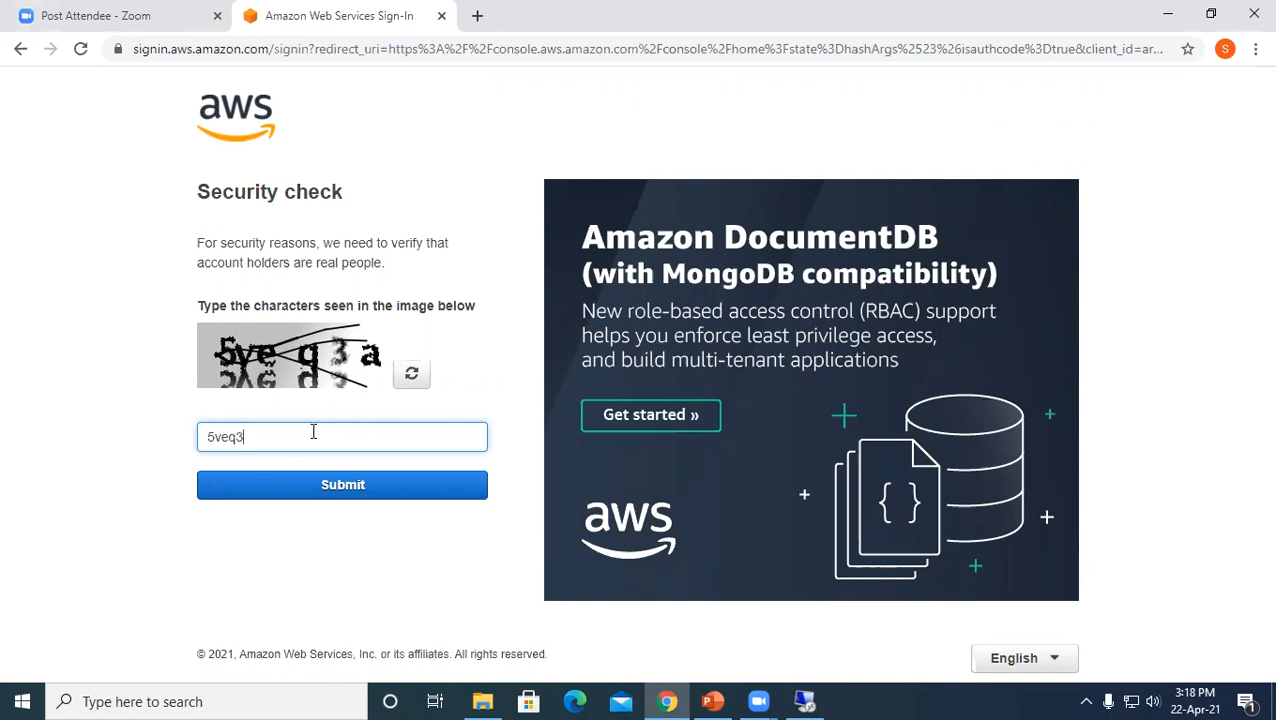 Post Attendee - Zoom
Amazon Web Services Sign-In
signin.aws.amazon.com/signin?redirect_uri=https%3A%2F%2Fconsole.aws.amazon.com%2Fconsole%2Fhome%3Fstate%3DhashArgs%2523%26isauthcode%3Dtrue&client_id=ar...
S
aws
Security check
For security reasons, we need to verify that
account holders are real people.
Type the characters seen in the image below
5veq3a
5veq3
Submit
Amazon DocumentDB
(with MongoDB compatibility)
New role-based access control (RBAC) support
helps you enforce least privilege access,
and build multi-tenant applications
Get started »
{ }
aws
© 2021, Amazon Web Services, Inc. or its affiliates. All rights reserved.
English
Type here to search
3:18 PM
22-Apr-21
1